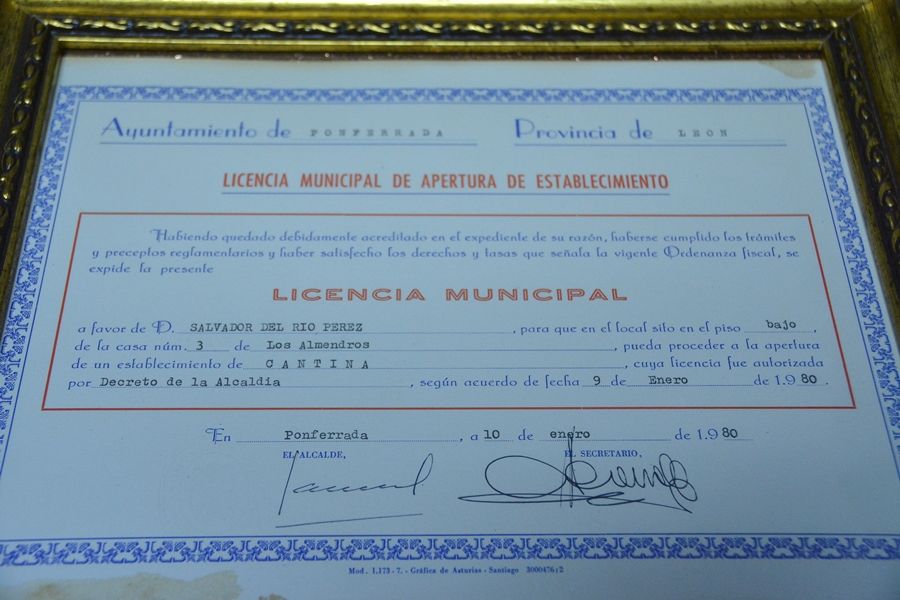 Ayuntamiento de PONFERRADA Provincia de LEON
LICENCIA MUNICIPAL DE APERTURA DE ESTABLECIMIENTO
Habiendo quedado debidamente acreditado en el expediente de su razón, haberse cumplido los trámites
y preceptos reglamentarios y haber satisfecho los derechos y tasas que señala la vigente Ordenanza fiscal, se
expide la presente
LICENCIA MUNICIPAL
a favor de D. SALVADOR DEL RIO PEREZ, para que en el local sito en el piso bajo,
de la casa núm. 3 de Los Almendros, pueda proceder a la apertura
de un establecimiento de CANTINA, cuya licencia fue autorizada
por Decreto de la Alcaldia, según acuerdo de fecha 9 de Enero de 1.980.
En Ponferrada, a 10 de enero de 1.980
EL ALCALDE, EL SECRETARIO,
Mod. 1.173 - 7. - Gráfica de Asturias - Santiago 3000476;2